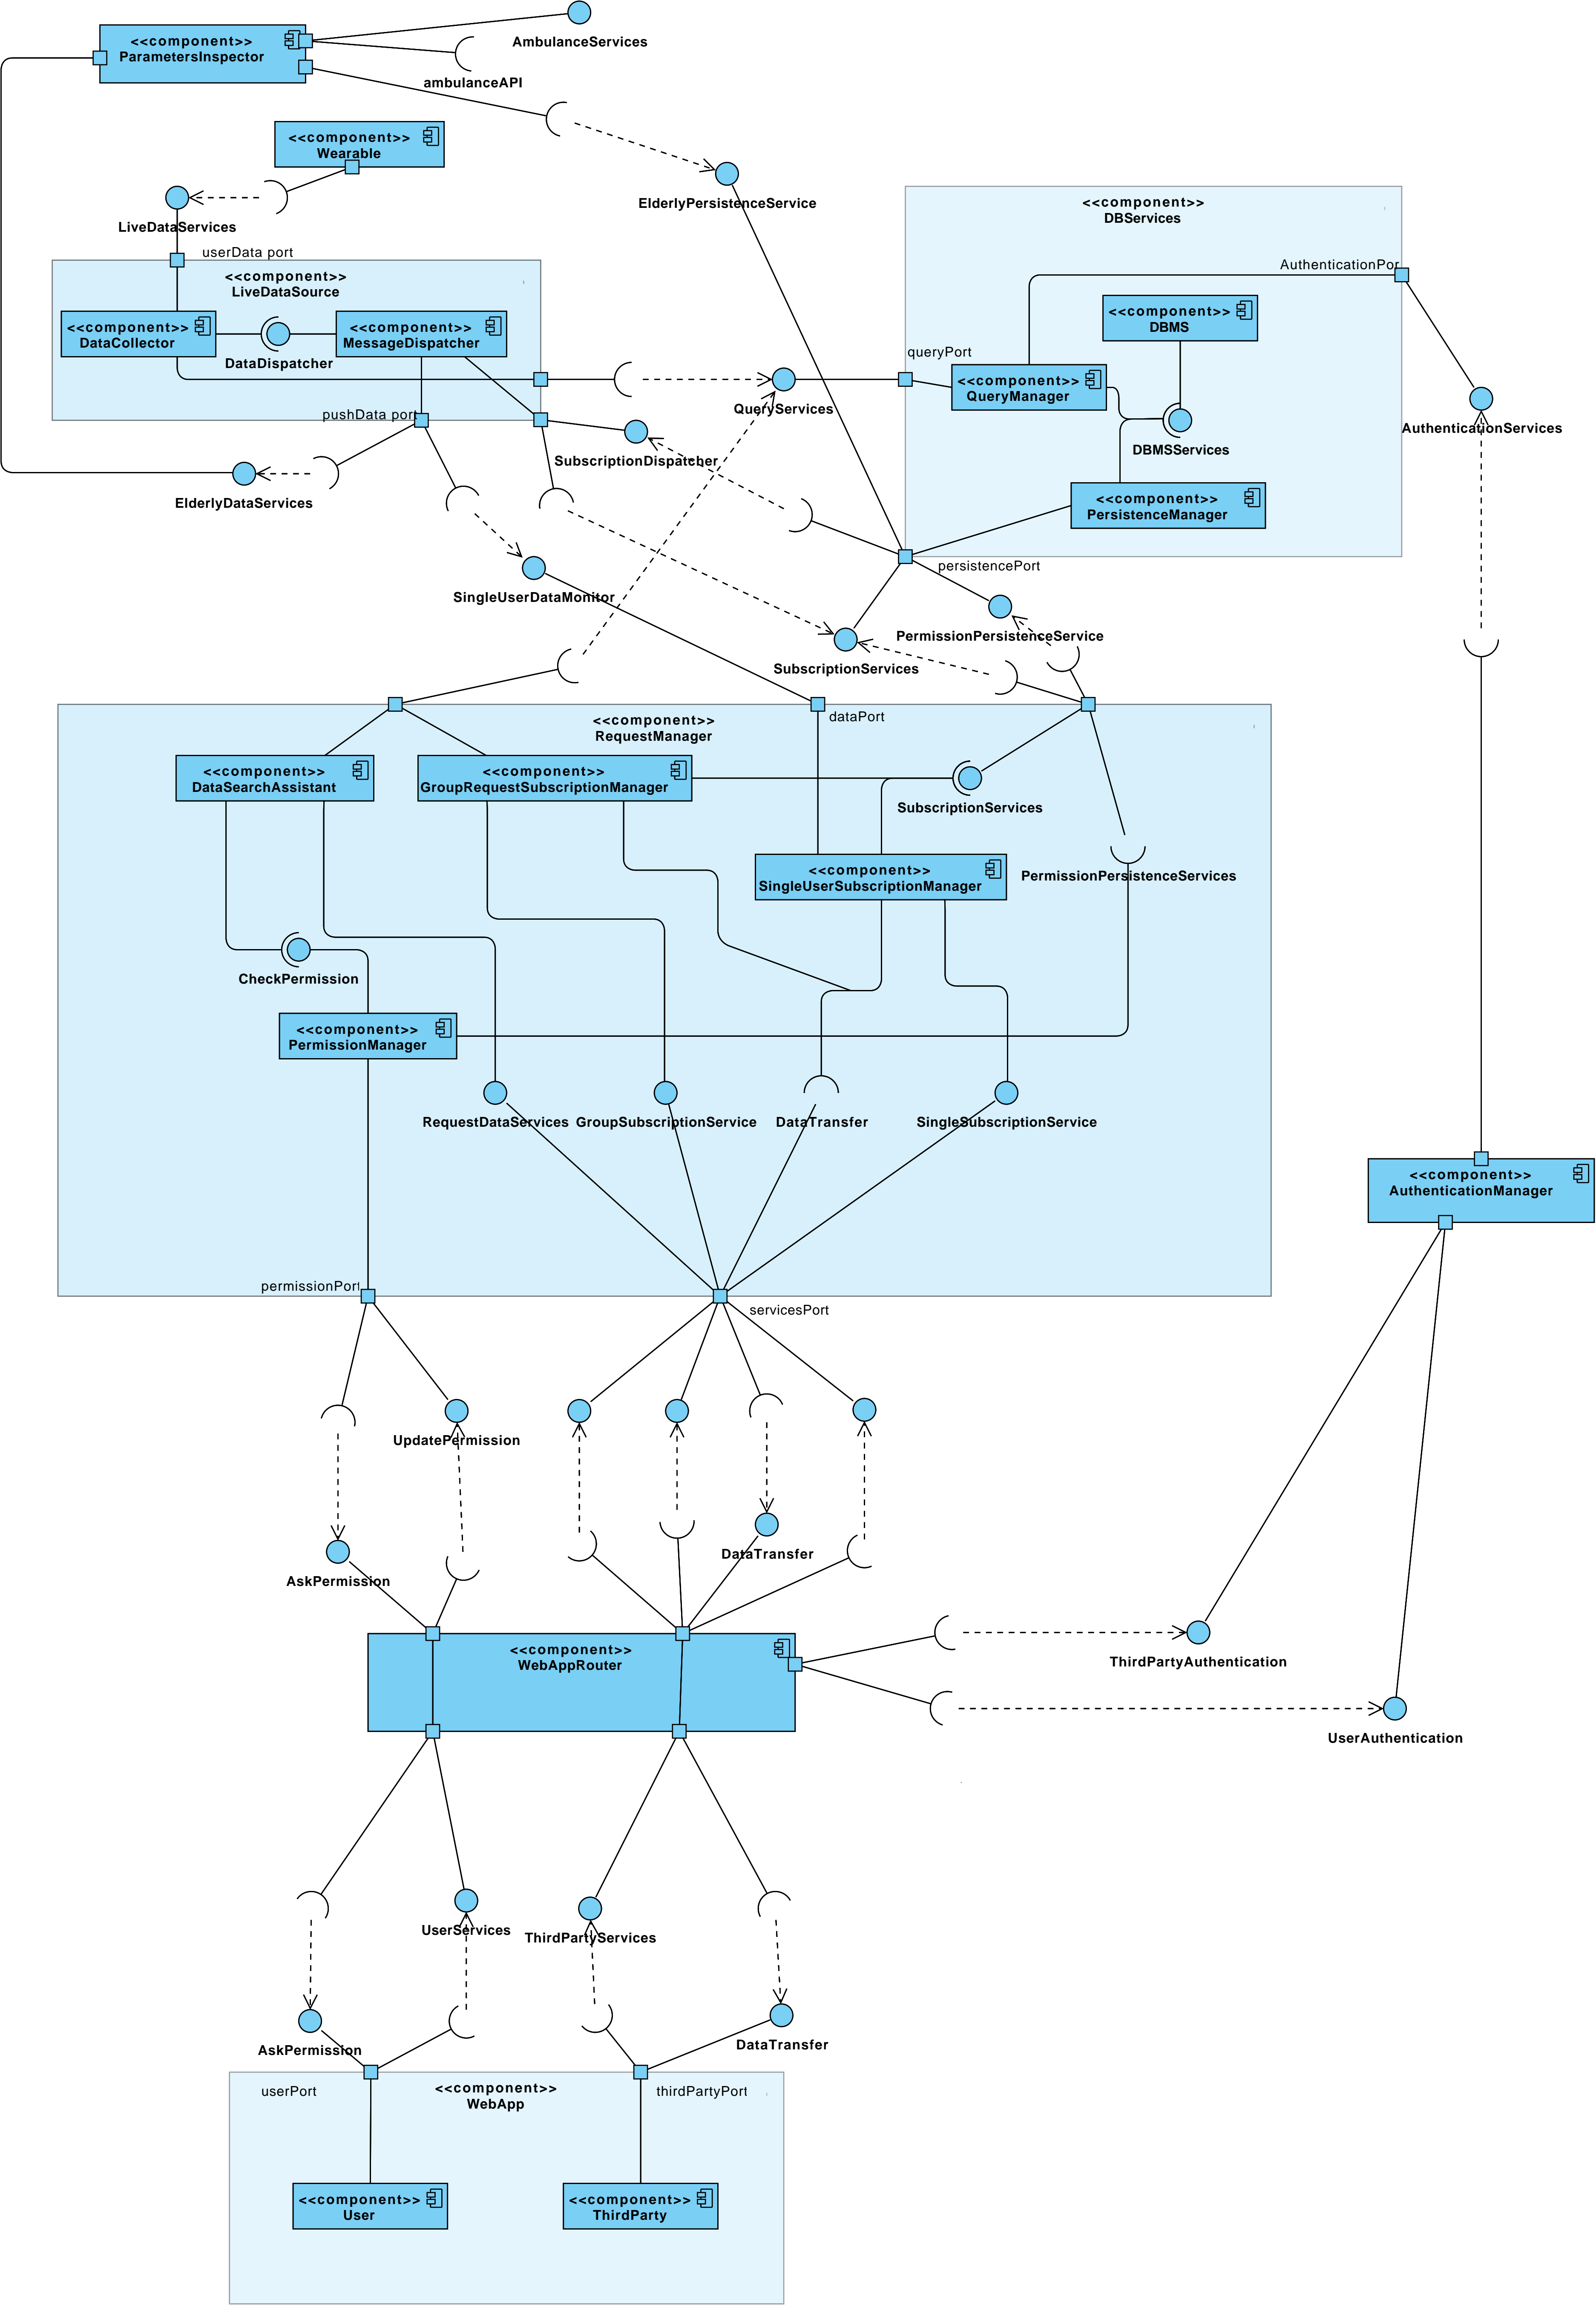 <<component>>
ParametersInspector
AmbulanceServices
ambulanceAPI
<<component>>
Wearable
ElderlyPersistenceService
LiveDataServices
userData port
<<component>>
LiveDataSource
<<component>>
DataCollector
DataDispatcher
<<component>>
MessageDispatcher
pushData port
ElderlyDataServices
SubscriptionDispatcher
QueryServices
<<component>>
DBServices
AuthenticationPor
<<component>>
DBMS
queryPort
<<component>>
QueryManager
DBMSServices
<<component>>
PersistenceManager
AuthenticationServices
persistencePort
SingleUserDataMonitor
PermissionPersistenceService
SubscriptionServices
<<component>>
RequestManager
dataPort
<<component>>
DataSearchAssistant
<<component>>
GroupRequestSubscriptionManager
SubscriptionServices
<<component>>
SingleUserSubscriptionManager
PermissionPersistenceServices
CheckPermission
<<component>>
PermissionManager
RequestDataServices
GroupSubscriptionService
DataTransfer
SingleSubscriptionService
<<component>>
AuthenticationManager
permissionPort
servicesPort
UpdatePermission
AskPermission
DataTransfer
<<component>>
WebAppRouter
ThirdPartyAuthentication
UserAuthentication
UserServices
ThirdPartyServices
AskPermission
DataTransfer
userPort
<<component>>
WebApp
thirdPartyPort
<<component>>
User
<<component>>
ThirdParty